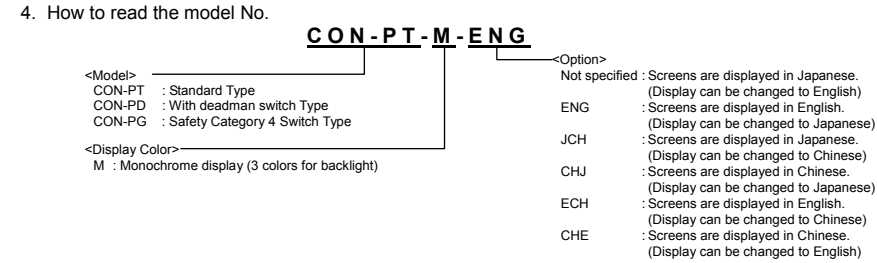 4. How to read the model No.
CON-PT-M-ENG
<Model>
CON-PT : Standard Type
CON-PD : With deadman switch Type
CON-PG : Safety Category 4 Switch Type
<Display Color>
M : Monochrome display (3 colors for backlight)
<Option>
Not specified : Screens are displayed in Japanese.
(Display can be changed to English)
ENG : Screens are displayed in English.
(Display can be changed to Japanese)
JCH : Screens are displayed in Japanese.
(Display can be changed to Chinese)
CHJ : Screens are displayed in Chinese.
(Display can be changed to Japanese)
ECH : Screens are displayed in English.
(Display can be changed to Chinese)
CHE : Screens are displayed in Chinese.
(Display can be changed to English)